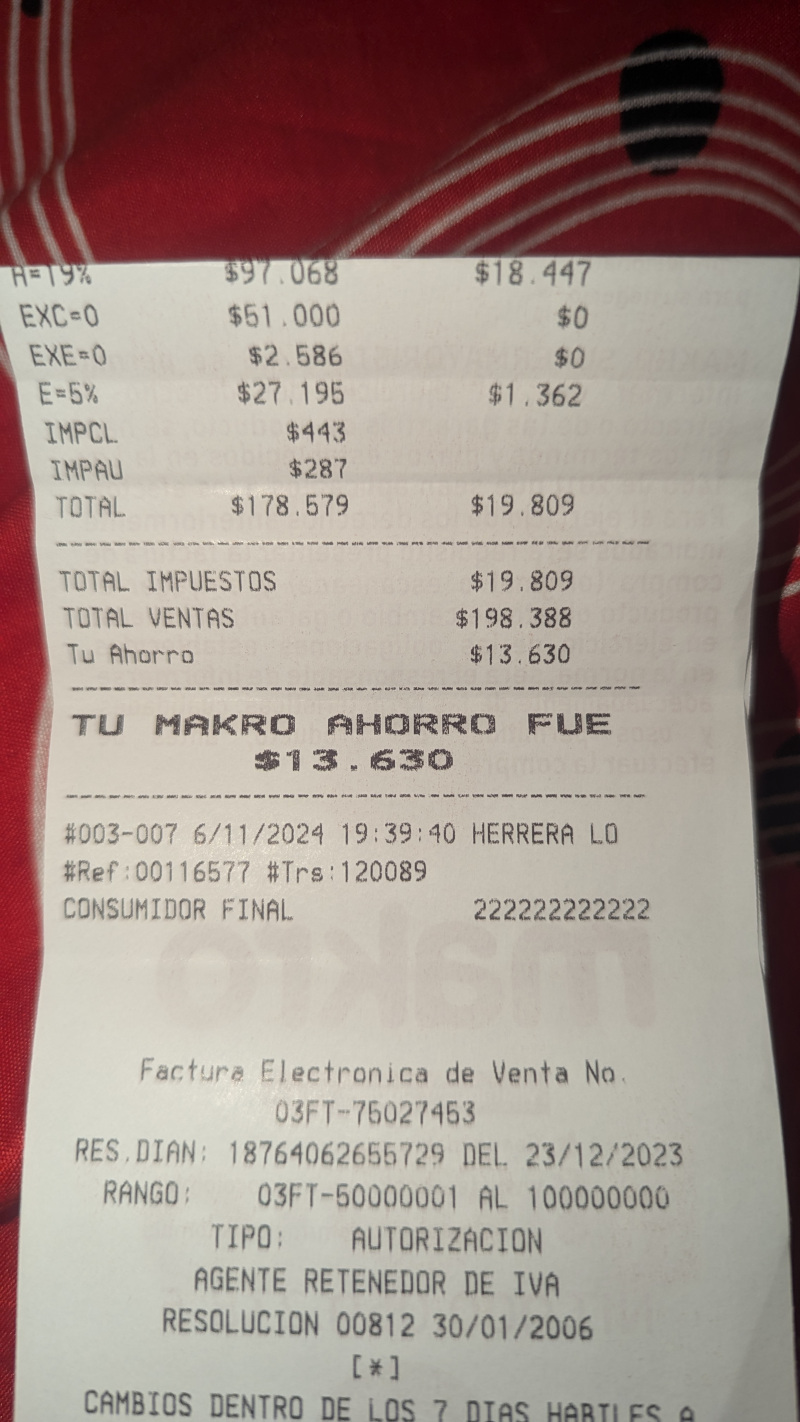 A=19% $97.068 $18.447
EXC=0 $51.000 $0
EXE=0 $2.586 $0
E=5% $27.195 $1.362
IMPCL $443
IMPAU $287
TOTAL $178.579 $19.809
TOTAL IMPUESTOS $19.809
TOTAL VENTAS $198.388
Tu Ahorro $13.630
TU MAKRO AHORRO FUE
$13.630
#003-007 6/11/2024 19:39:40 HERRERA LO
#Ref:00116577 #Trs:120089
CONSUMIDOR FINAL 222222222222
Factura Electronica de Venta No.
03FT-75027453
RES.DIAN: 18764062655729 DEL 23/12/2023
RANGO: 03FT-50000001 AL 100000000
TIPO: AUTORIZACION
AGENTE RETENEDOR DE IVA
RESOLUCION 00812 30/01/2006
[*]
CAMBIOS DENTRO DE LOS 7 DIAS HABILES A